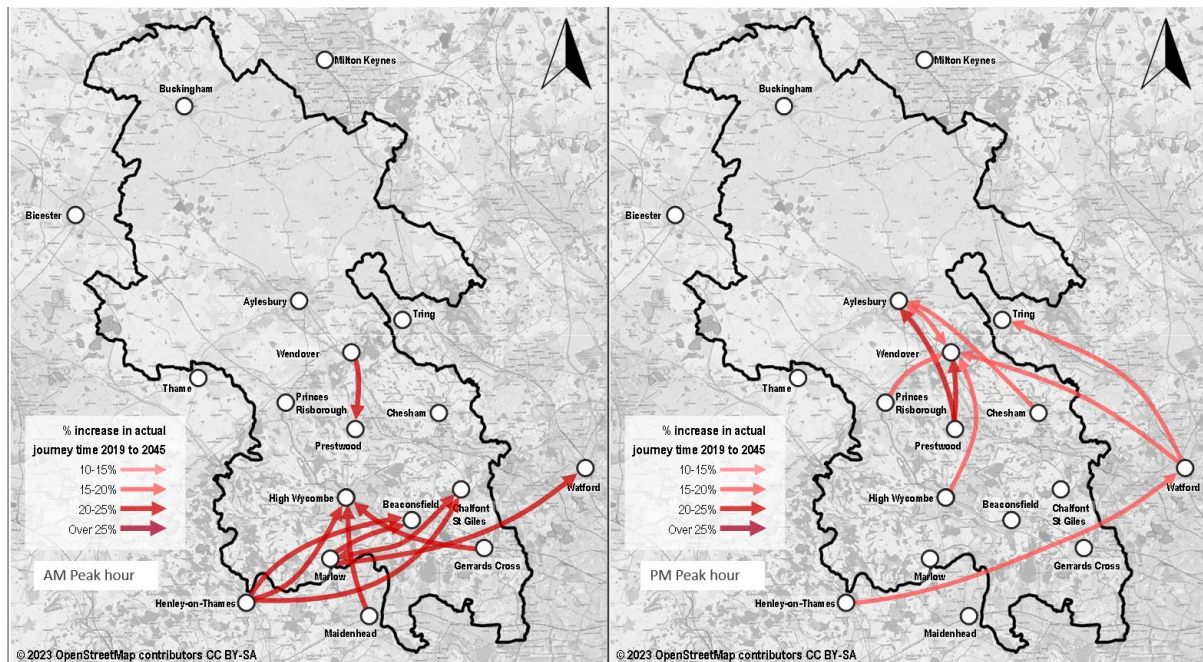 Milton Keynes
Buckingham
Bicester
Aylesbury
Tring
Wendover
Thame
Princes
Risborough
Chesham
Prestwood
% increase in actual
journey time 2019 to 2045
10-15%
15-20%
20-25%
Over 25%
High Wycombe
Beaconsfield
Chalfont
St Giles
Watford
Gerrards Cross
Marlow
AM Peak hour
Henley-on-Thames
Maidenhead
© 2023 OpenStreetMap contributors CC BY-SA
Milton Keynes
Buckingham
Bicester
Aylesbury
Tring
Wendover
Thame
Princes
Risborough
Chesham
Prestwood
% increase in actual
journey time 2019 to 2045
10-15%
15-20%
20-25%
Over 25%
High Wycombe
Beaconsfield
Chalfont
St Giles
Watford
Gerrards Cross
Marlow
PM Peak hour
Henley-on-Thames
Maidenhead
© 2023 OpenStreetMap contributors CC BY-SA